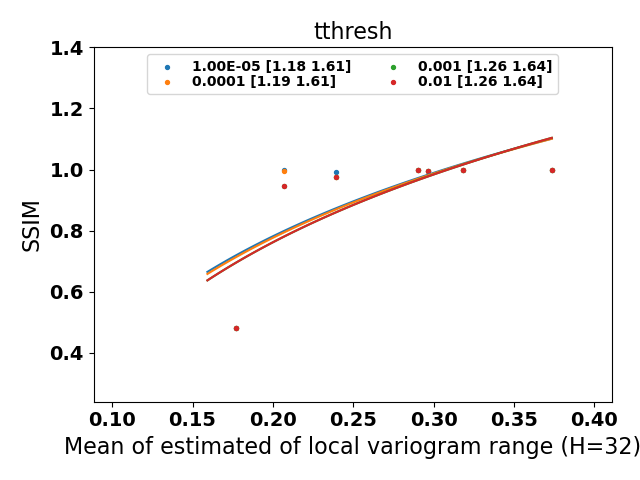 tthresh
1.4
1.00E-05 [1.18 1.61]
0.0001 [1.19 1.61]
0.001 [1.26 1.64]
0.01 [1.26 1.64]
1.2
1.0
0.8
0.6
0.4
SSIM
0.10 0.15 0.20 0.25 0.30 0.35 0.40
Mean of estimated of local variogram range (H=32)